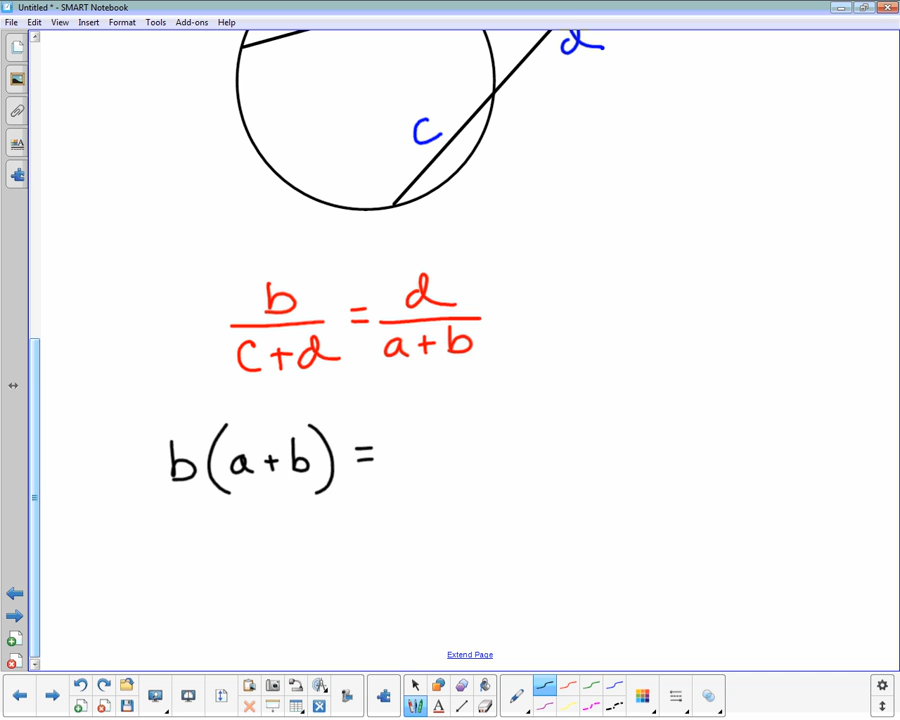 Untitled * - SMART Notebook
File Edit View Insert Format Tools Add-ons Help
d
c
b/(c+d) = d/(a+b)
b(a+b) =
Extend Page